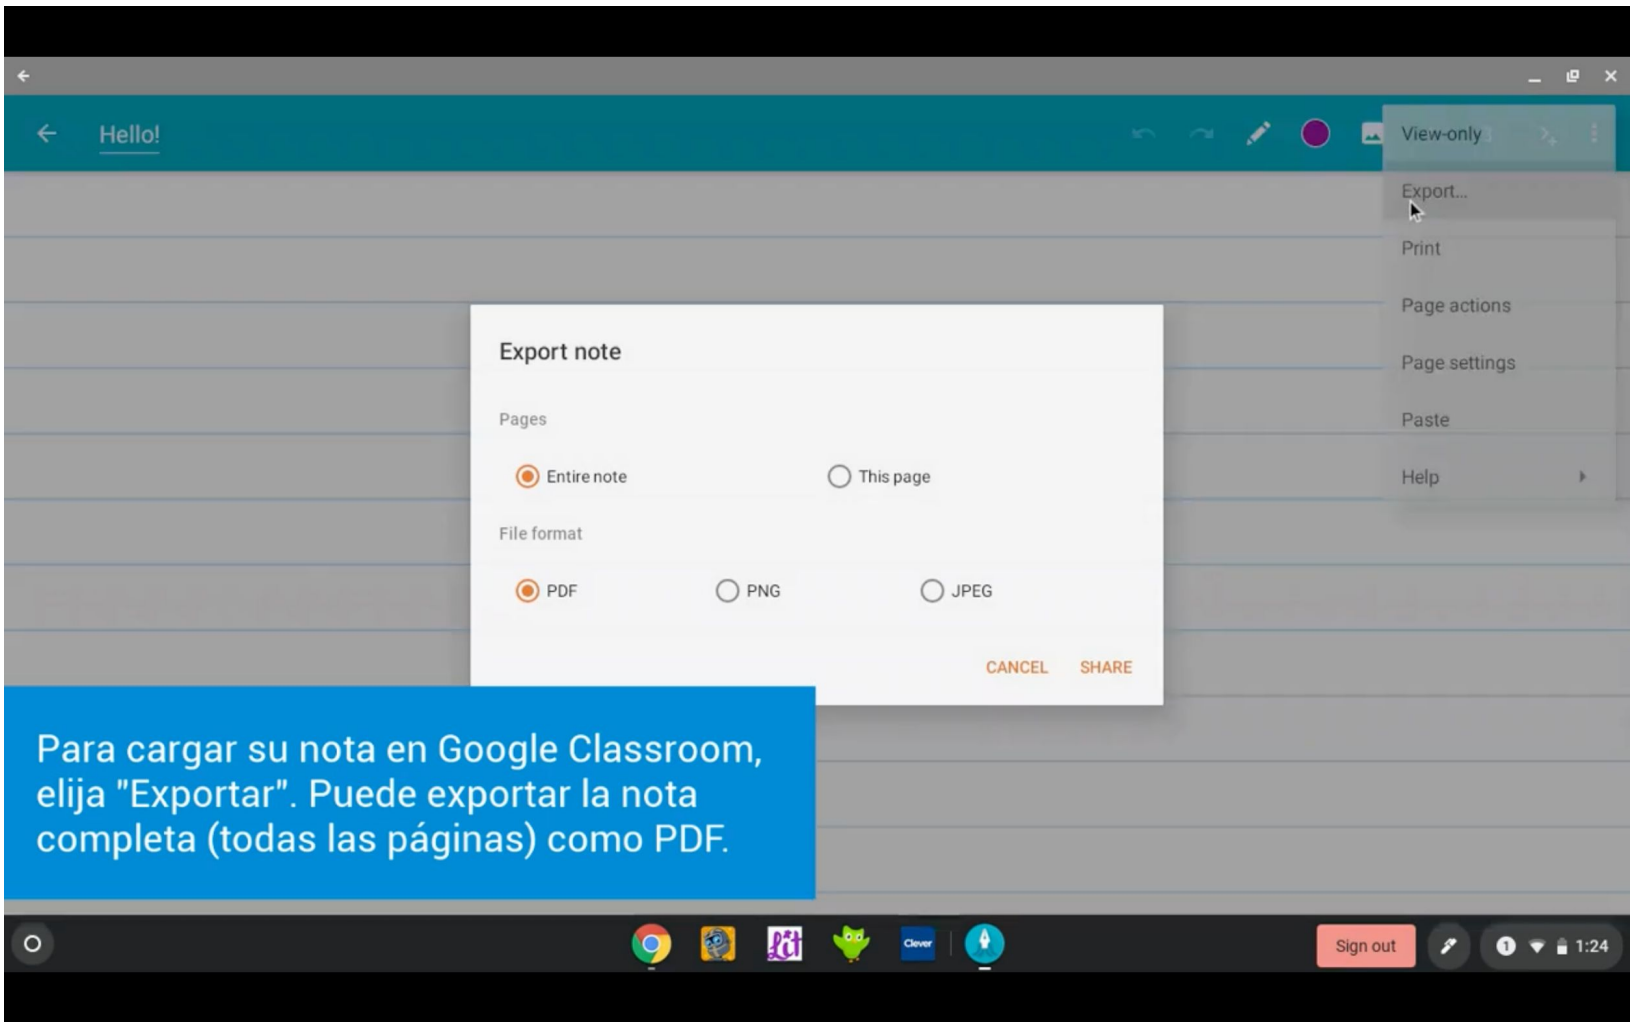 Hello!
View-only
Export...
Print
Page actions
Page settings
Paste
Help
Export note
Pages
Entire note
This page
File format
PDF
PNG
JPEG
CANCEL
SHARE
Para cargar su nota en Google Classroom,
elija "Exportar". Puede exportar la nota
completa (todas las páginas) como PDF.
Lit
Clever
Sign out
1
1:24